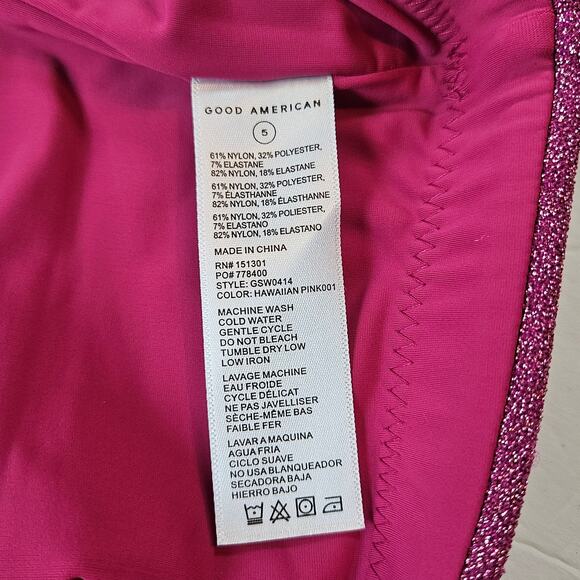 GOOD AMERICAN
5
61% NYLON, 32% POLYESTER,
7% ELASTANE
82% NYLON, 18% ELASTANE
61% NYLON, 32% POLYESTER,
7% ÉLASTHANNE
82% NYLON, 18% ELASTHANNE
61% NYLON, 32% POLIESTER,
7% ELASTANO
82% NYLON, 18% ELASTANO
MADE IN CHINA
RN# 151301
PO# 778400
STYLE: GSW0414
COLOR: HAWAIIAN PINK001
MACHINE WASH
COLD WATER
GENTLE CYCLE
DO NOT BLEACH
TUMBLE DRY LOW
LOW IRON
LAVAGE MACHINE
EAU FROIDE
CYCLE DÉLICAT
NE PAS JAVELLISER
SÈCHE-MÊME BAS
FAIBLE FER
LAVAR A MAQUINA
AGUA FRIA
CICLO SUAVE
NO USA BLANQUEADOR
SECADORA BAJA
HIERRO BAJO